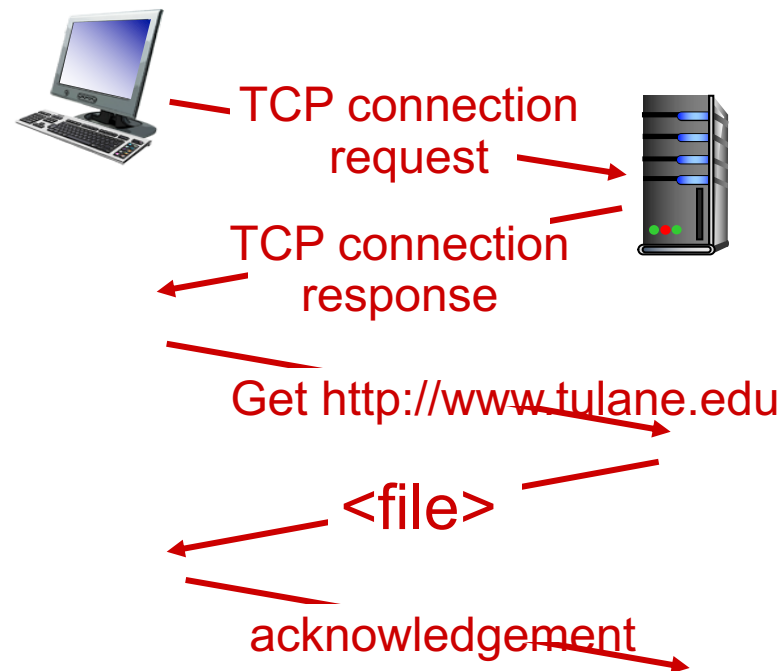 TCP connection
request
TCP connection
response
Get http://www.tulane.edu
<file>
acknowledgement